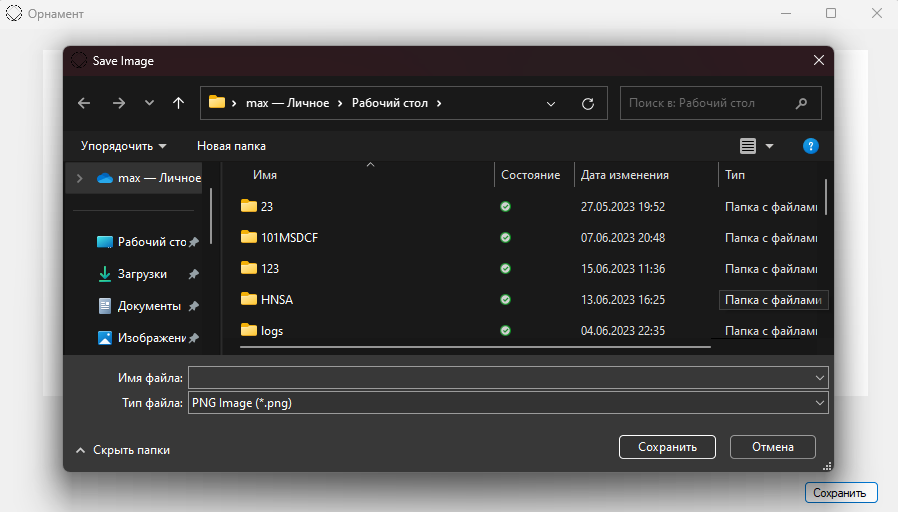 Орнамент
Save Image
max — Личное › Рабочий стол ›
Поиск в: Рабочий стол
Упорядочить
Новая папка
max — Личное
Рабочий сто
Загрузки
Документы
Изображени
Имя Состояние Дата изменения Тип
23 27.05.2023 19:52 Папка с файлами
101MSDCF 07.06.2023 20:48 Папка с файлами
123 15.06.2023 11:36 Папка с файлами
HNSA 13.06.2023 16:25 Папка с файлами
logs 04.06.2023 22:35 Папка с файлами
Имя файла:
Тип файла: PNG Image (*.png)
Скрыть папки
Сохранить
Отмена
Сохранить